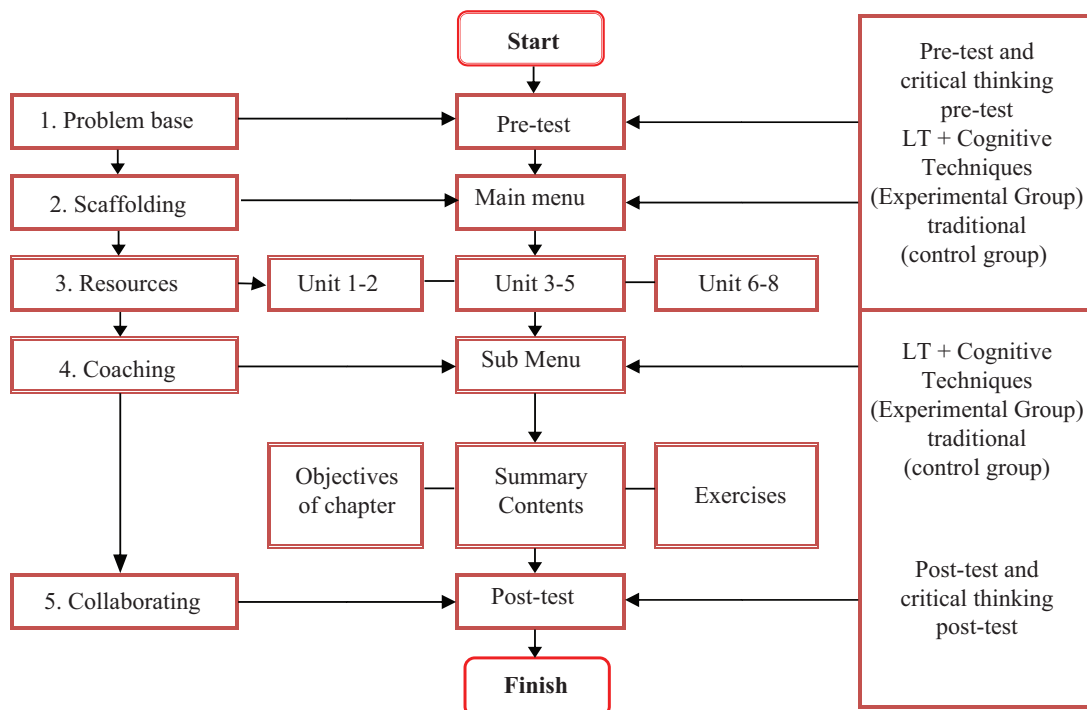 Start
1. Problem base
Pre-test
2. Scaffolding
Main menu
3. Resources
Unit 1-2
Unit 3-5
Unit 6-8
4. Coaching
Sub Menu
Objectives
of chapter
Summary
Contents
Exercises
5. Collaborating
Post-test
Finish
Pre-test and
critical thinking
pre-test
LT + Cognitive
Techniques
(Experimental Group)
traditional
(control group)
LT + Cognitive
Techniques
(Experimental Group)
traditional
(control group)
Post-test and
critical thinking
post-test